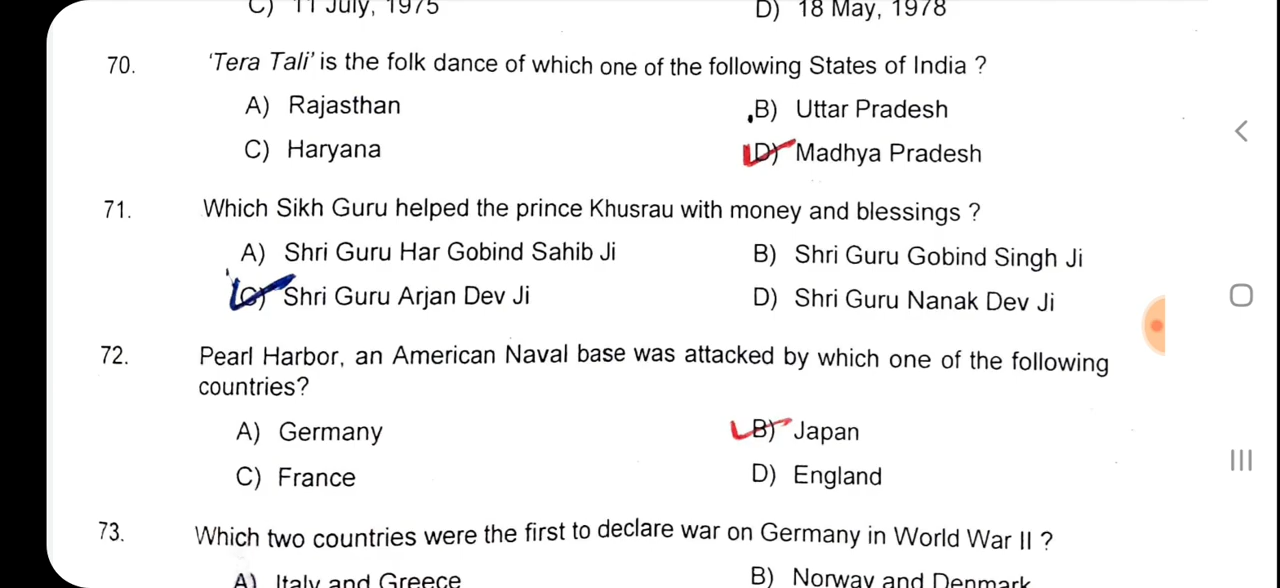 C) 11 July, 1975 D) 18 May, 1978
70. 'Tera Tali' is the folk dance of which one of the following States of India ?
A) Rajasthan B) Uttar Pradesh
C) Haryana D) Madhya Pradesh
71. Which Sikh Guru helped the prince Khusrau with money and blessings ?
A) Shri Guru Har Gobind Sahib Ji B) Shri Guru Gobind Singh Ji
C) Shri Guru Arjan Dev Ji D) Shri Guru Nanak Dev Ji
72. Pearl Harbor, an American Naval base was attacked by which one of the following
countries?
A) Germany B) Japan
C) France D) England
73. Which two countries were the first to declare war on Germany in World War II ?
A) Italy and Greece B) Norway and Denmark